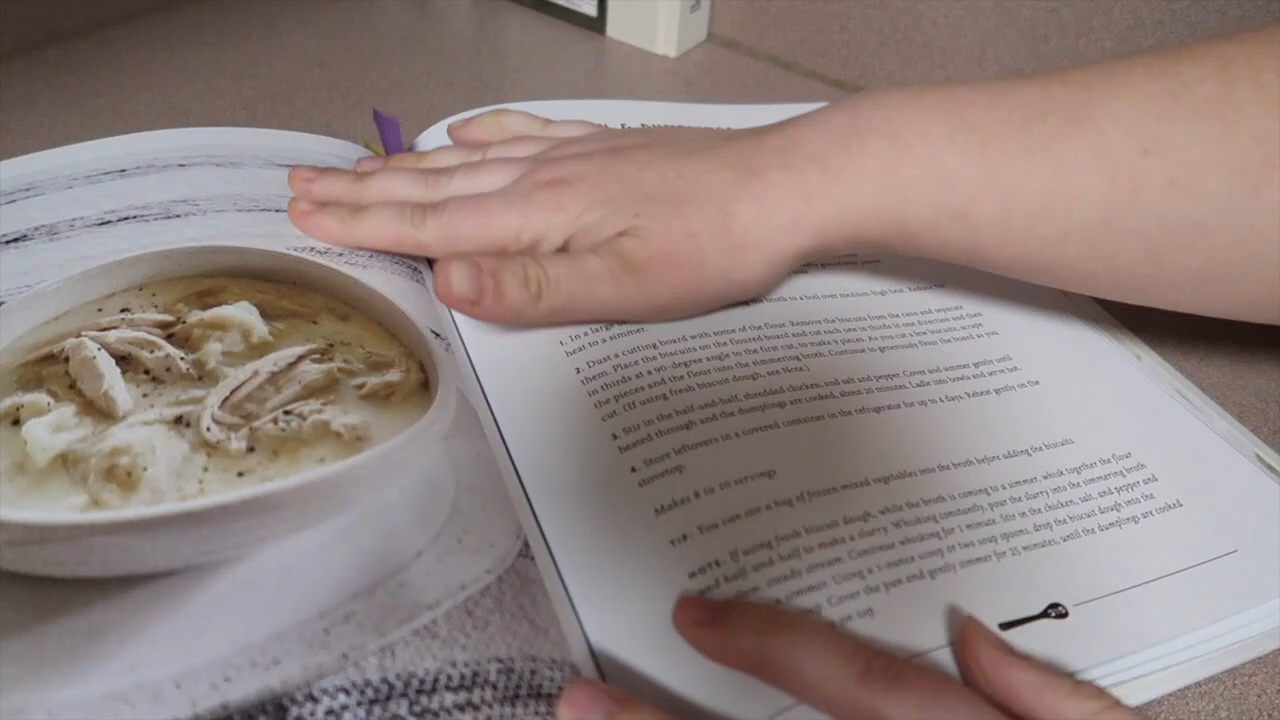 1. In a large the broth to a boil over medium-high heat. Reduce the
heat to a simmer.
2. Dust a cutting board with some of the flour. Remove the biscuits from the cans and separate
them. Place the biscuits on the floured board and cut each one in thirds in one direction and then
in thirds at a 90-degree angle to the first cut, to make 9 pieces. As you cut a few biscuits, scrape
the pieces and the flour into the simmering broth. Continue to generously flour the board as you
cut. (If using fresh biscuit dough, see Note.)
3. Stir in the half-and-half, shredded chicken, and salt and pepper. Cover and simmer gently until
heated through and the dumplings are cooked, about 20 minutes. Ladle into bowls and serve hot.
4. Store leftovers in a covered container in the refrigerator for up to 4 days. Reheat gently on the
stovetop.
Makes 8 to 10 servings
TIP: You can stir a bag of frozen mixed vegetables into the broth before adding the biscuits.
NOTE: If using fresh biscuit dough, while the broth is coming to a simmer, whisk together the flour
and half-and-half to make a slurry. Whisking constantly, pour the slurry into the simmering broth
steady stream. Continue whisking for 1 minute. Stir in the chicken, salt, and pepper and
simmer. Using a 1-ounce scoop or two soup spoons, drop the biscuit dough into the
Cover the pan and gently simmer for 25 minutes, until the dumplings are cooked